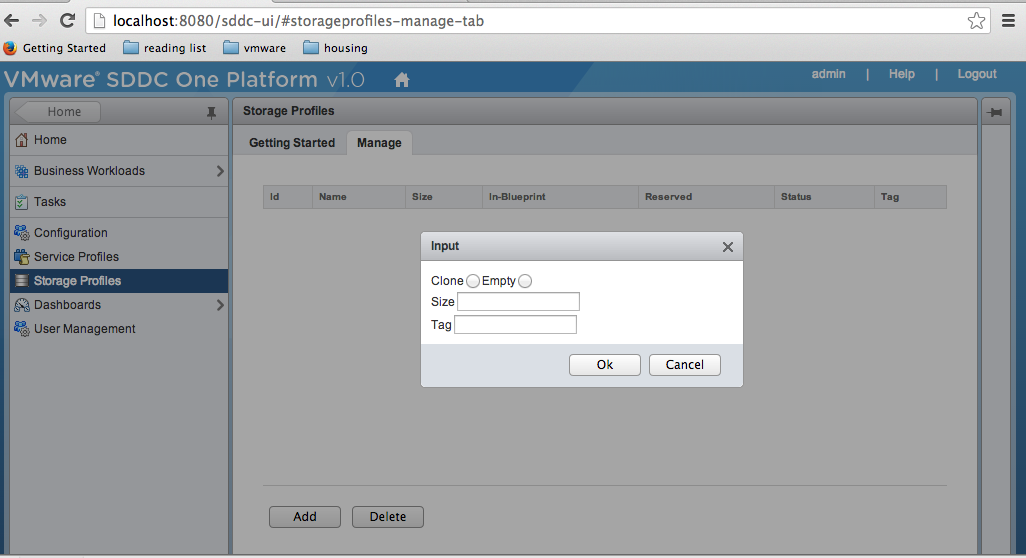 localhost:8080/sddc-ui/#storageprofiles-manage-tab
Getting Started reading list vmware housing
VMware® SDDC One Platform v1.0
admin | Help | Logout
Home
Storage Profiles
Home
Business Workloads
Tasks
Configuration
Service Profiles
Storage Profiles
Dashboards
User Management
Getting Started Manage
Id Name Size In-Blueprint Reserved Status Tag
Input
Clone Empty
Size
Tag
Ok Cancel
Add Delete